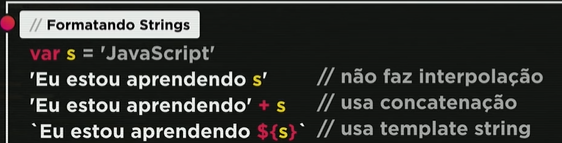 // Formatando Strings
var s = 'JavaScript'
'Eu estou aprendendo s' // não faz interpolação
'Eu estou aprendendo' + s // usa concatenação
`Eu estou aprendendo ${s}` // usa template string